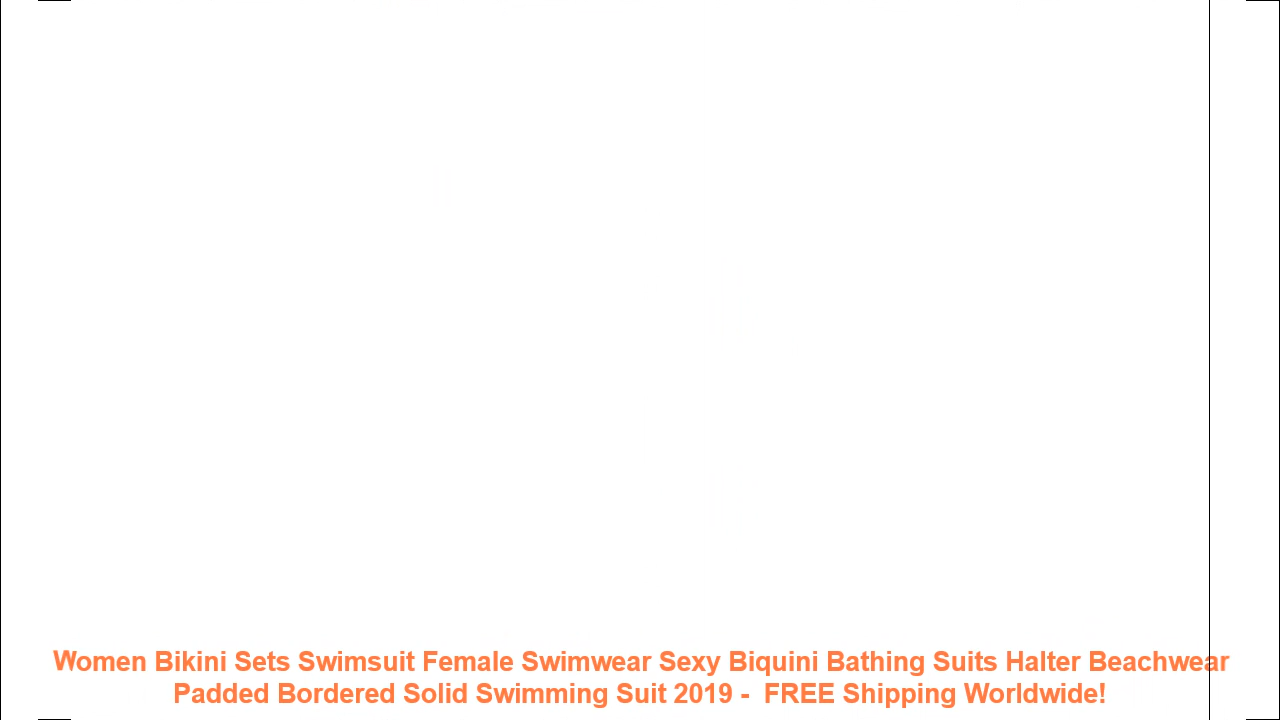 Women Bikini Sets Swimsuit Female Swimwear Sexy Biquini Bathing Suits Halter Beachwear
Padded Bordered Solid Swimming Suit 2019 -  FREE Shipping Worldwide!